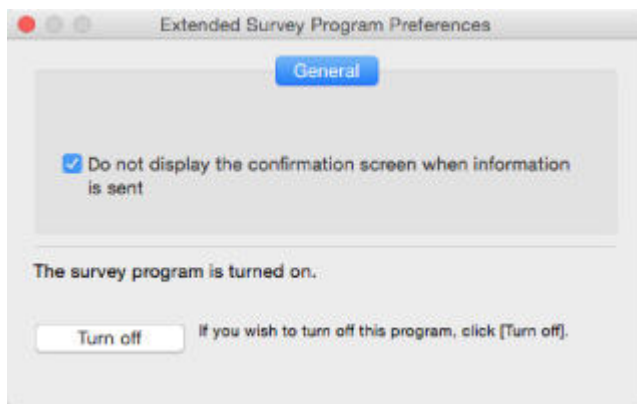 Extended Survey Program Preferences
General
Do not display the confirmation screen when information
is sent
The survey program is turned on.
Turn off
If you wish to turn off this program, click [Turn off].